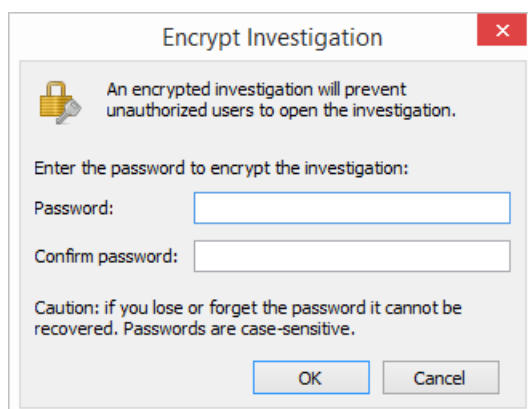 Encrypt Investigation
An encrypted investigation will prevent
unauthorized users to open the investigation.
Enter the password to encrypt the investigation:
Password:
Confirm password:
Caution: if you lose or forget the password it cannot be
recovered. Passwords are case-sensitive.
OK Cancel